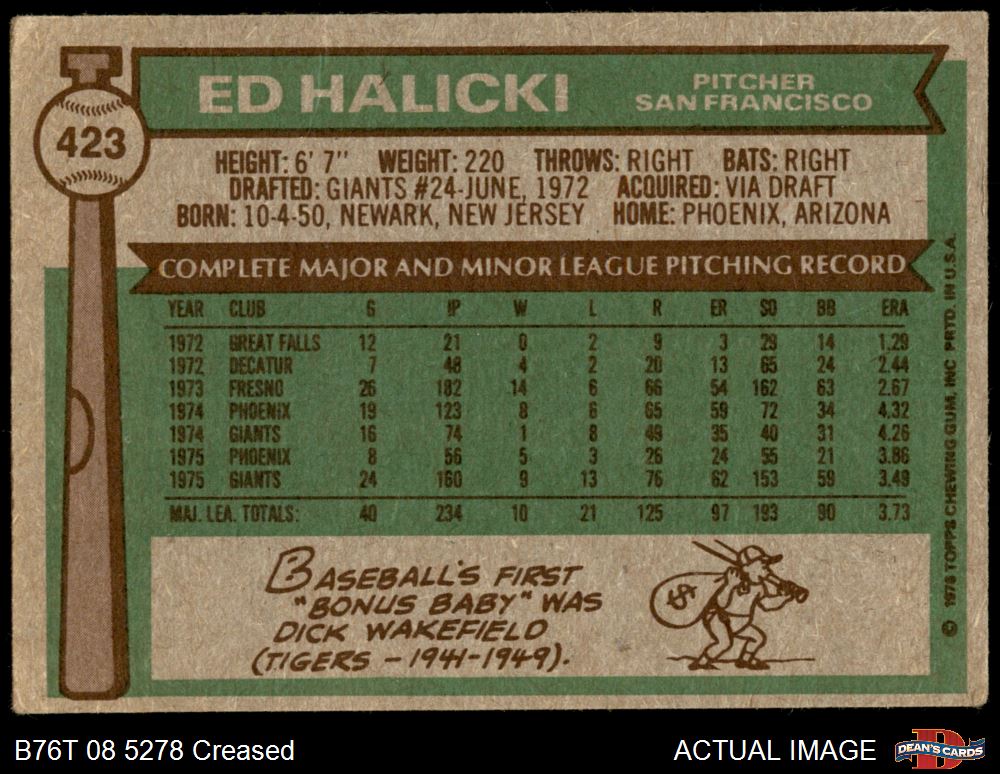 423
ED HALICKI
PITCHER
SAN FRANCISCO
HEIGHT: 6' 7" WEIGHT: 220 THROWS: RIGHT BATS: RIGHT
DRAFTED: GIANTS #24-JUNE, 1972 ACQUIRED: VIA DRAFT
BORN: 10-4-50, NEWARK, NEW JERSEY HOME: PHOENIX, ARIZONA
COMPLETE MAJOR AND MINOR LEAGUE PITCHING RECORD
YEAR CLUB G IP W L R ER SO BB ERA
1972 GREAT FALLS 12 21 0 2 9 3 29 14 1.29
1972 DECATUR 7 48 4 2 20 13 65 24 2.44
1973 FRESNO 26 182 14 6 66 54 162 63 2.67
1974 PHOENIX 19 123 8 6 65 59 72 34 4.32
1974 GIANTS 16 74 1 8 49 35 40 31 4.26
1975 PHOENIX 8 56 5 3 26 24 55 21 3.86
1975 GIANTS 24 160 9 13 76 62 153 59 3.49
MAJ. LEA. TOTALS: 40 234 10 21 125 97 193 90 3.73
BASEBALL'S FIRST
"BONUS BABY" WAS
DICK WAKEFIELD
(TIGERS - 1941-1949).
$
© 1976 TOPPS CHEWING GUM, INC PRTD. IN U.S.A.
B76T 08 5278 Creased
ACTUAL IMAGE
D
DEAN'S CARDS